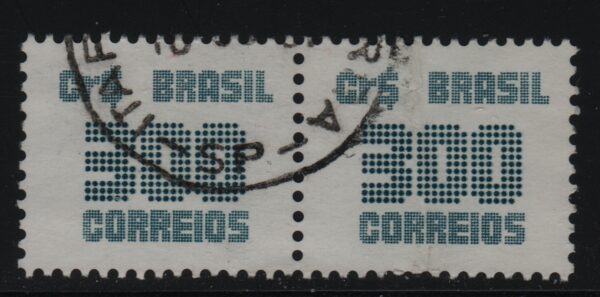 Cr$ BRASIL
300
CORREIOS
Cr$ BRASIL
300
CORREIOS
SP